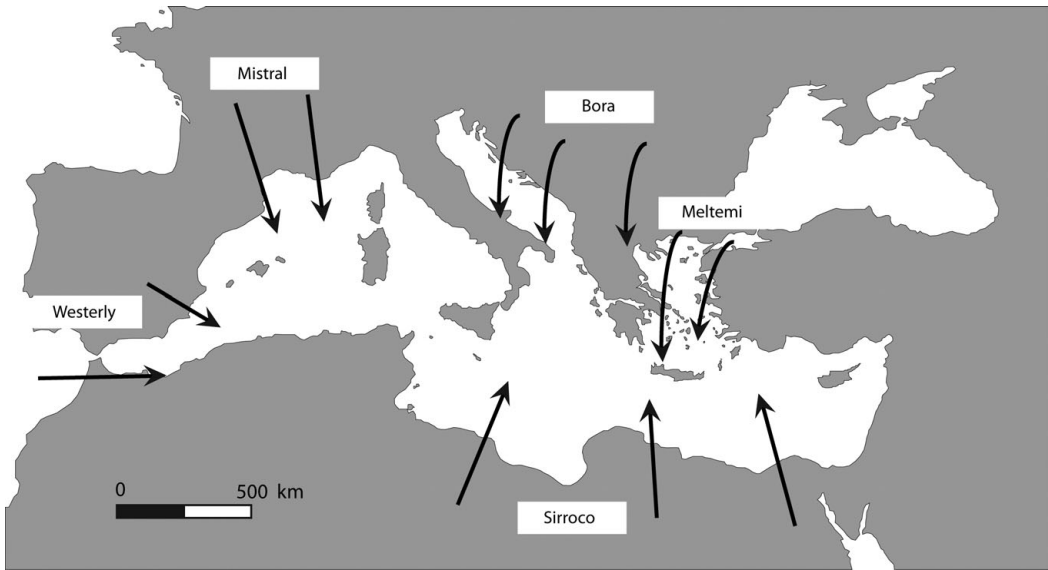 Mistral
Bora
Meltemi
Westerly
0 500 km
Sirroco